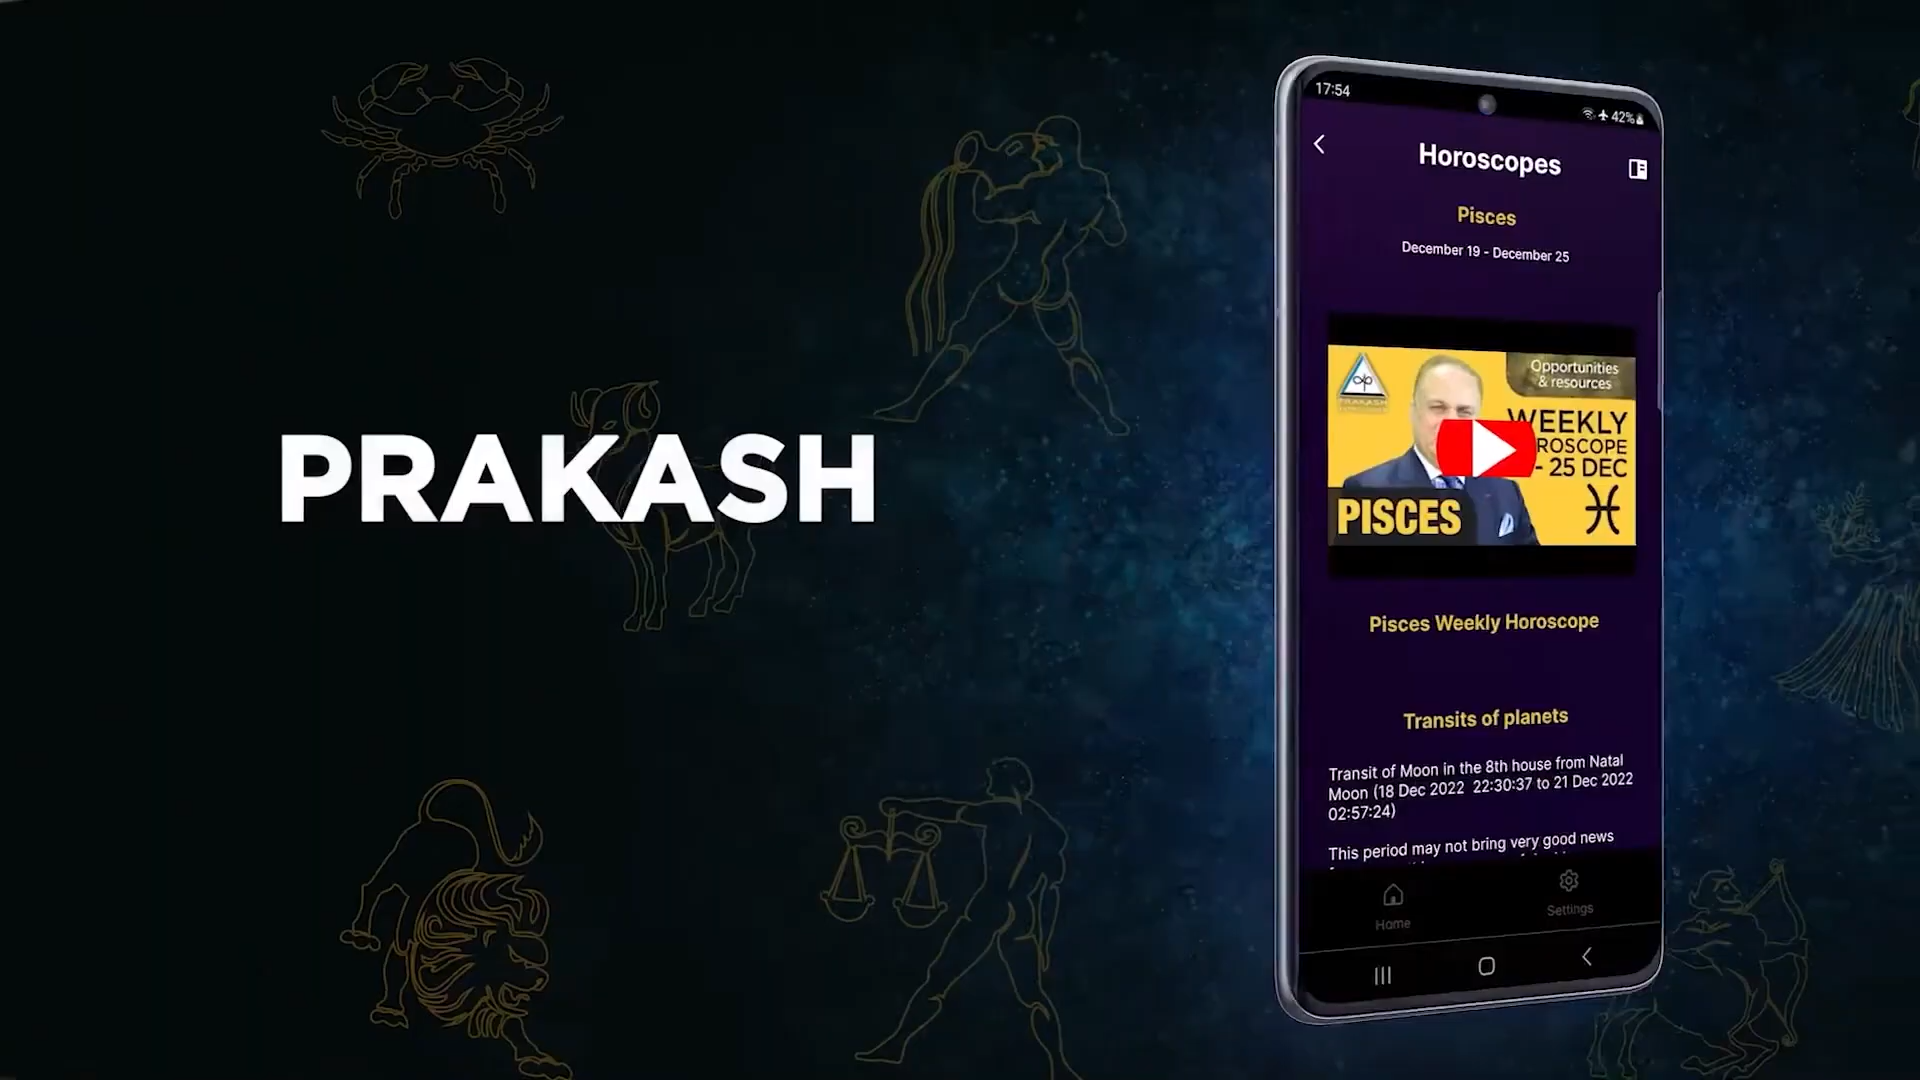 PRAKASH
17:54
42%
Horoscopes
Pisces
December 19 - December 25
PRAKASH
Opportunities
& resources
WEEKLY
ROSCOPE
- 25 DEC
PISCES
Pisces Weekly Horoscope
Transits of planets
Transit of Moon in the 8th house from Natal
Moon (18 Dec 2022 22:30:37 to 21 Dec 2022
02:57:24)
This period may not bring very good news
Home
Settings